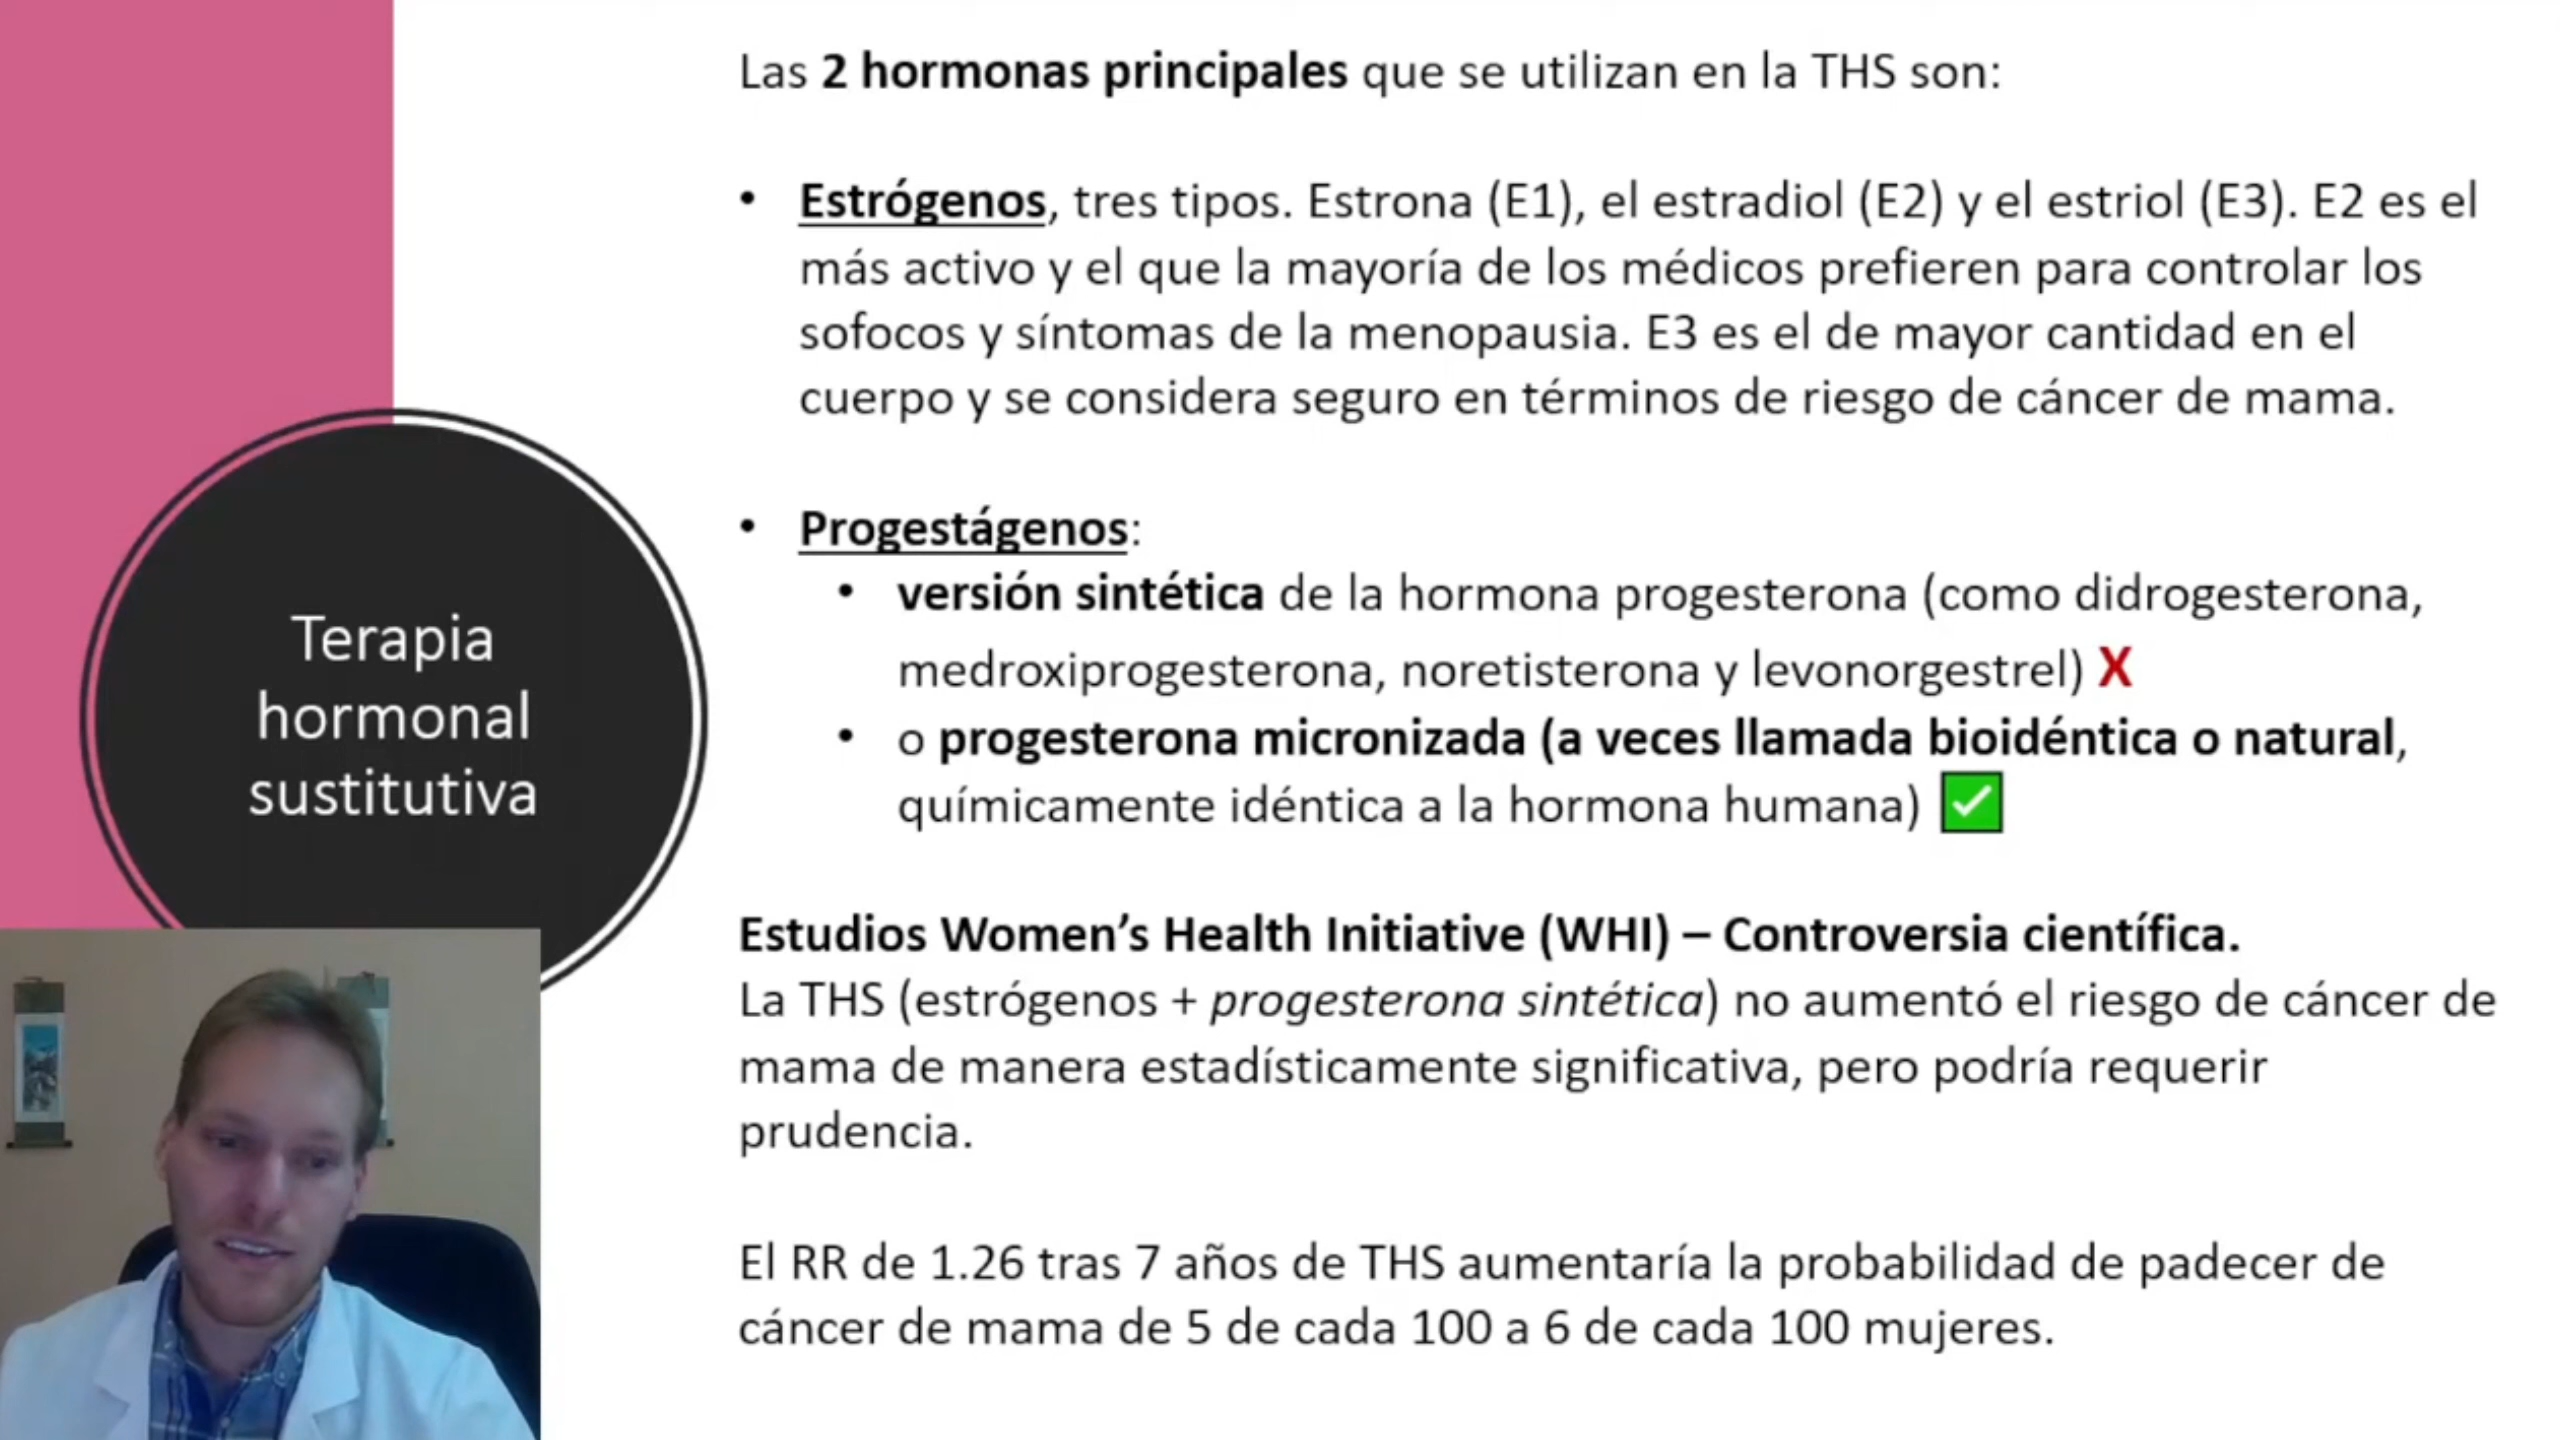 Las 2 hormonas principales que se utilizan en la THS son:
• Estrógenos, tres tipos. Estrona (E1), el estradiol (E2) y el estriol (E3). E2 es el
más activo y el que la mayoría de los médicos prefieren para controlar los
sofocos y síntomas de la menopausia. E3 es el de mayor cantidad en el
cuerpo y se considera seguro en términos de riesgo de cáncer de mama.
• Progestágenos:
• versión sintética de la hormona progesterona (como didrogesterona,
medroxiprogesterona, noretisterona y levonorgestrel) X
• o progesterona micronizada (a veces llamada bioidéntica o natural,
químicamente idéntica a la hormona humana) ✅
Terapia
hormonal
sustitutiva
Estudios Women’s Health Initiative (WHI) – Controversia científica.
La THS (estrógenos + progesterona sintética) no aumentó el riesgo de cáncer de
mama de manera estadísticamente significativa, pero podría requerir
prudencia.
El RR de 1.26 tras 7 años de THS aumentaría la probabilidad de padecer de
cáncer de mama de 5 de cada 100 a 6 de cada 100 mujeres.